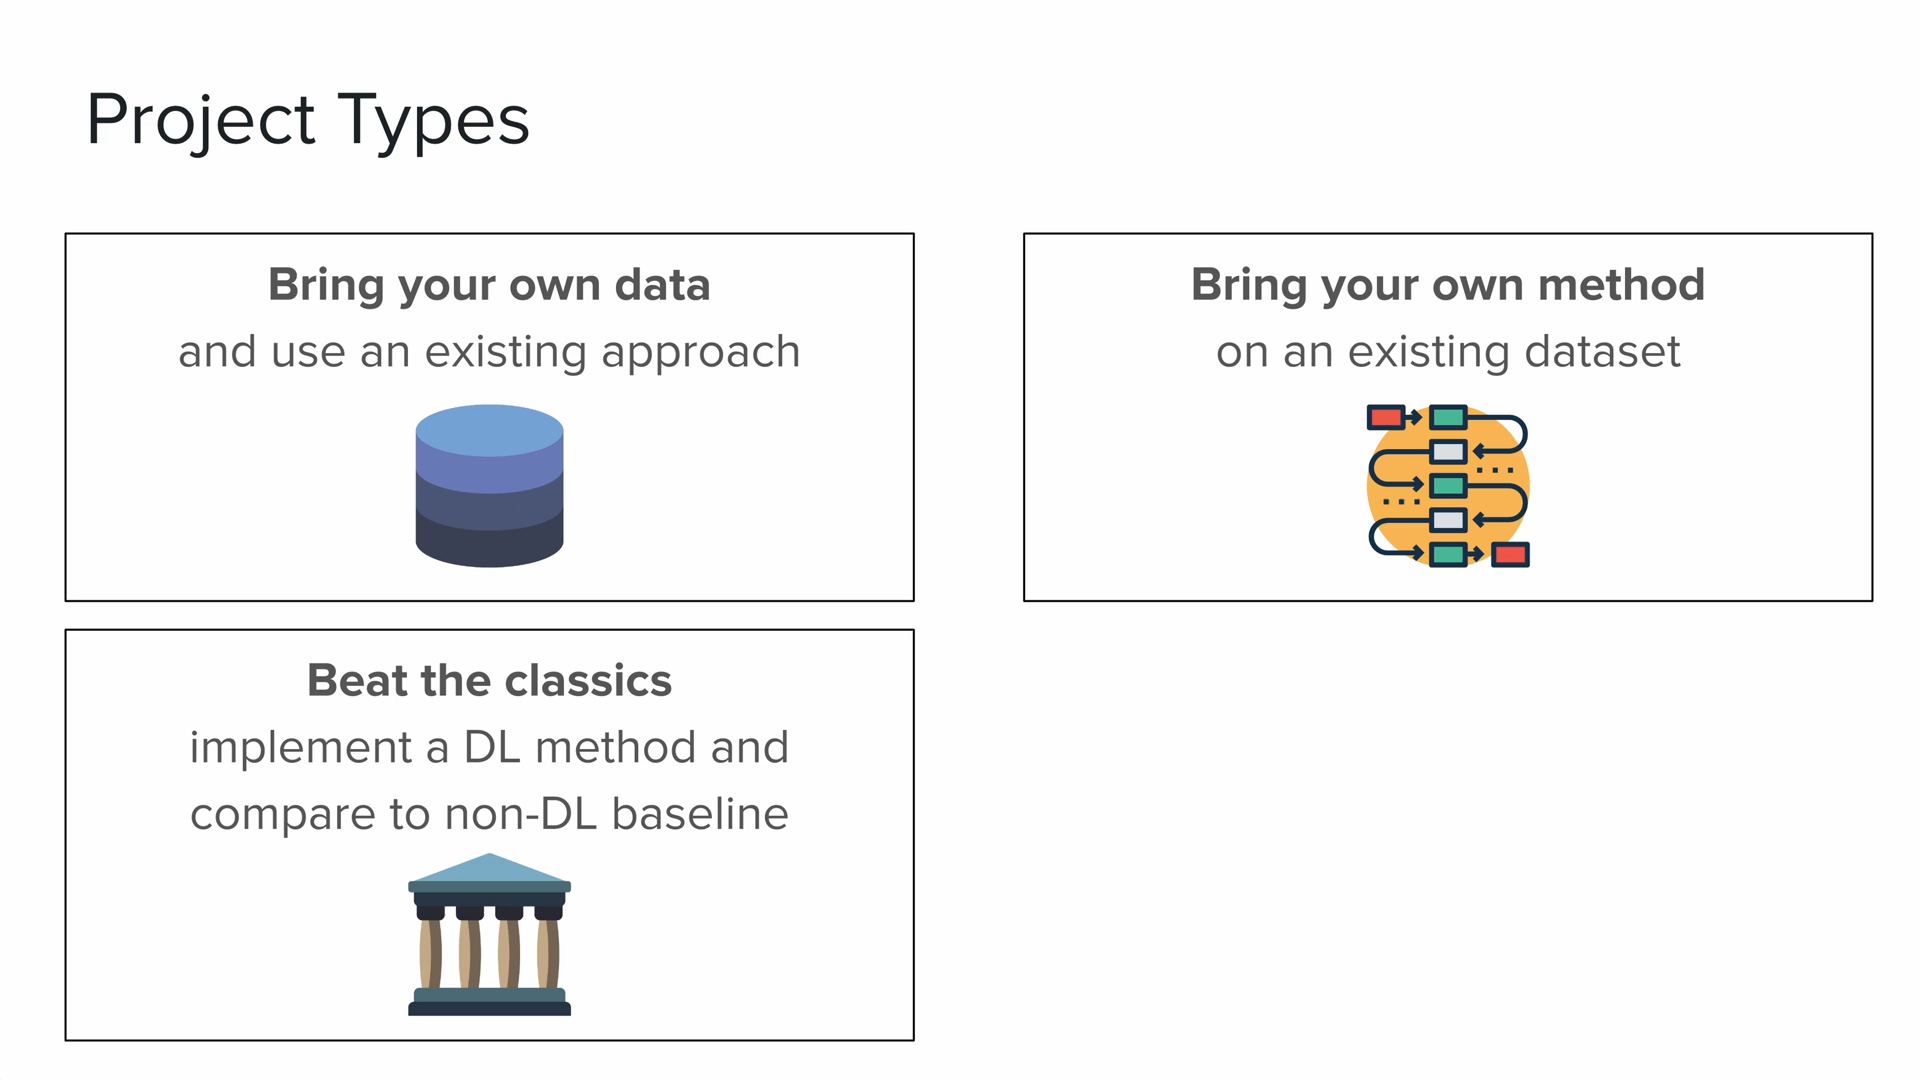 Project Types
Bring your own data
and use an existing approach
Bring your own method
on an existing dataset
Beat the classics
implement a DL method and
compare to non-DL baseline